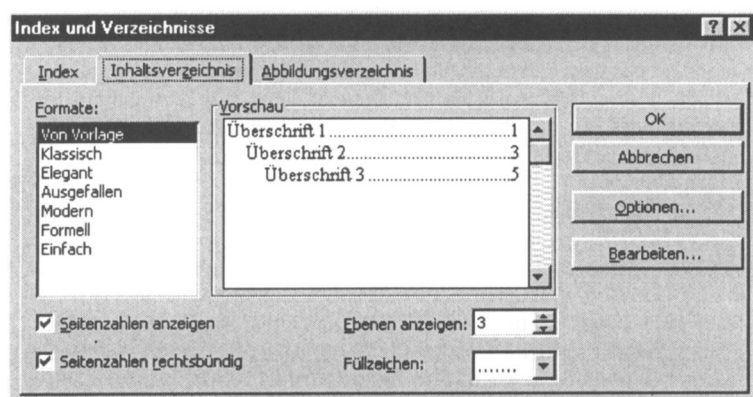 Index und Verzeichnisse
Index Inhaltsverzeichnis Abbildungsverzeichnis
Formate:
Von Vorlage
Klassisch
Elegant
Ausgefallen
Modern
Formell
Einfach
Vorschau
Überschrift 1..............................1
Überschrift 2..........................3
Überschrift 3 ......................5
OK
Abbrechen
Optionen...
Bearbeiten...
Seitenzahlen anzeigen
Ebenen anzeigen: 3
Seitenzahlen rechtsbündig
Füllzeichen: .......